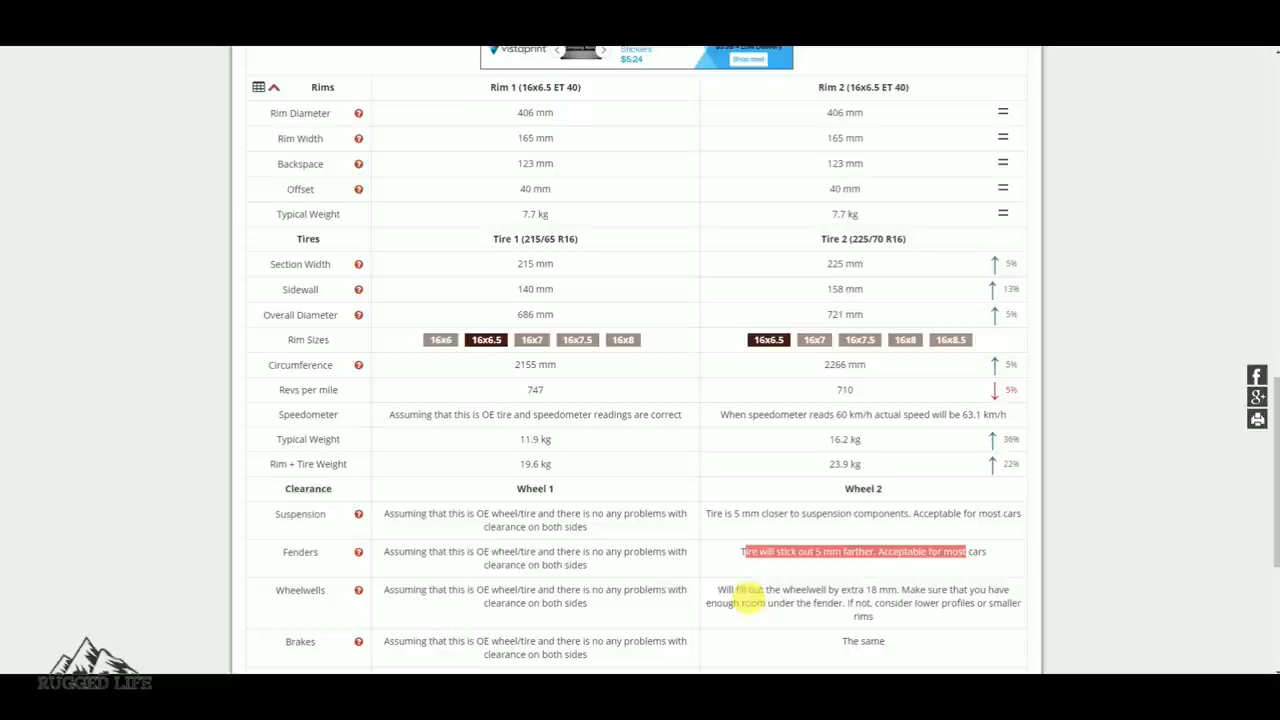 vistaprint
Stickers
$5.24
Shop now!
Rims Rim 1 (16x6.5 ET 40) Rim 2 (16x6.5 ET 40)
Rim Diameter ? 406 mm 406 mm =
Rim Width ? 165 mm 165 mm =
Backspace ? 123 mm 123 mm =
Offset ? 40 mm 40 mm =
Typical Weight 7.7 kg 7.7 kg =
Tires Tire 1 (215/65 R16) Tire 2 (225/70 R16)
Section Width ? 215 mm 225 mm ↑ 5%
Sidewall ? 140 mm 158 mm ↑ 13%
Overall Diameter ? 686 mm 721 mm ↑ 5%
Rim Sizes 16x6 16x6.5 16x7 16x7.5 16x8 16x6.5 16x7 16x7.5 16x8 16x8.5
Circumference ? 2155 mm 2266 mm ↑ 5%
Revs per mile 747 710 ↓ 5%
Speedometer Assuming that this is OE tire and speedometer readings are correct When speedometer reads 60 km/h actual speed will be 63.1 km/h
Typical Weight 11.9 kg 16.2 kg ↑ 36%
Rim + Tire Weight 19.6 kg 23.9 kg ↑ 22%
Clearance Wheel 1 Wheel 2
Suspension ? Assuming that this is OE wheel/tire and there is no any problems with
clearance on both sides
Tire is 5 mm closer to suspension components. Acceptable for most cars
Fenders ? Assuming that this is OE wheel/tire and there is no any problems with
clearance on both sides
Tire will stick out 5 mm farther. Acceptable for most cars
Wheelwells ? Assuming that this is OE wheel/tire and there is no any problems with
clearance on both sides
Will fill out the wheelwell by extra 18 mm. Make sure that you have
enough room under the fender. If not, consider lower profiles or smaller
rims
Brakes ? Assuming that this is OE wheel/tire and there is no any problems with
clearance on both sides
The same
f
g+
RUGGED LIFE